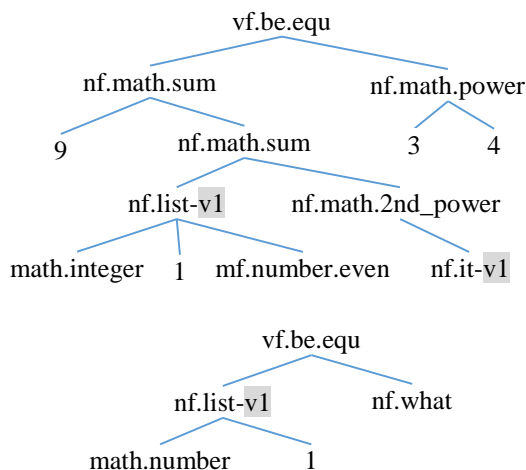 vf.be.equ
nf.math.sum nf.math.power
9 nf.math.sum 3 4
nf.list-v1 nf.math.2nd_power
math.integer 1 mf.number.even nf.it-v1
vf.be.equ
nf.list-v1 nf.what
math.number 1